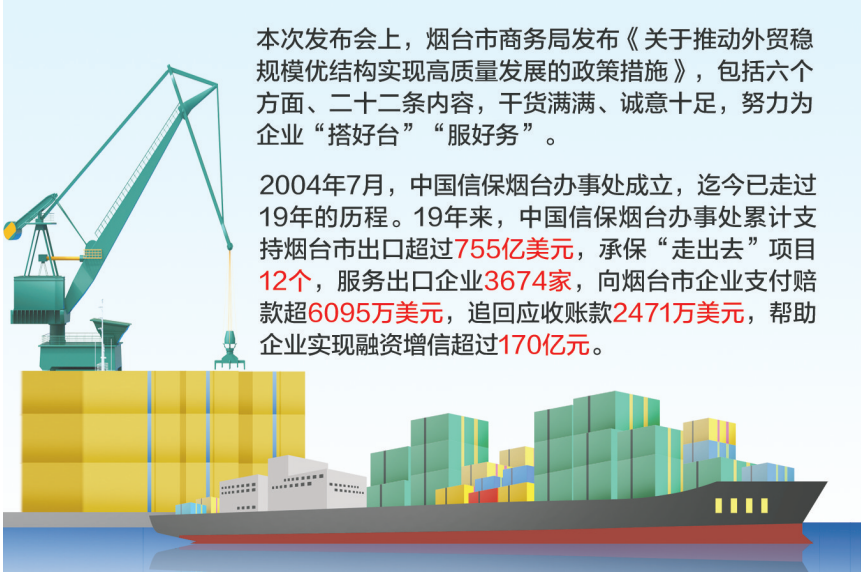 本次发布会上，烟台市商务局发布《关于推动外贸稳
规模优结构实现高质量发展的政策措施》，包括六个
方面、二十二条内容，干货满满、诚意十足，努力为
企业“搭好台”“服好务”。
2004年7月，中国信保烟台办事处成立，迄今已走过
19年的历程。19年来，中国信保烟台办事处累计支
持烟台市出口超过755亿美元，承保“走出去”项目
12个，服务出口企业3674家，向烟台市企业支付赔
款超6095万美元，追回应收账款2471万美元，帮助
企业实现融资增信超过170亿元。